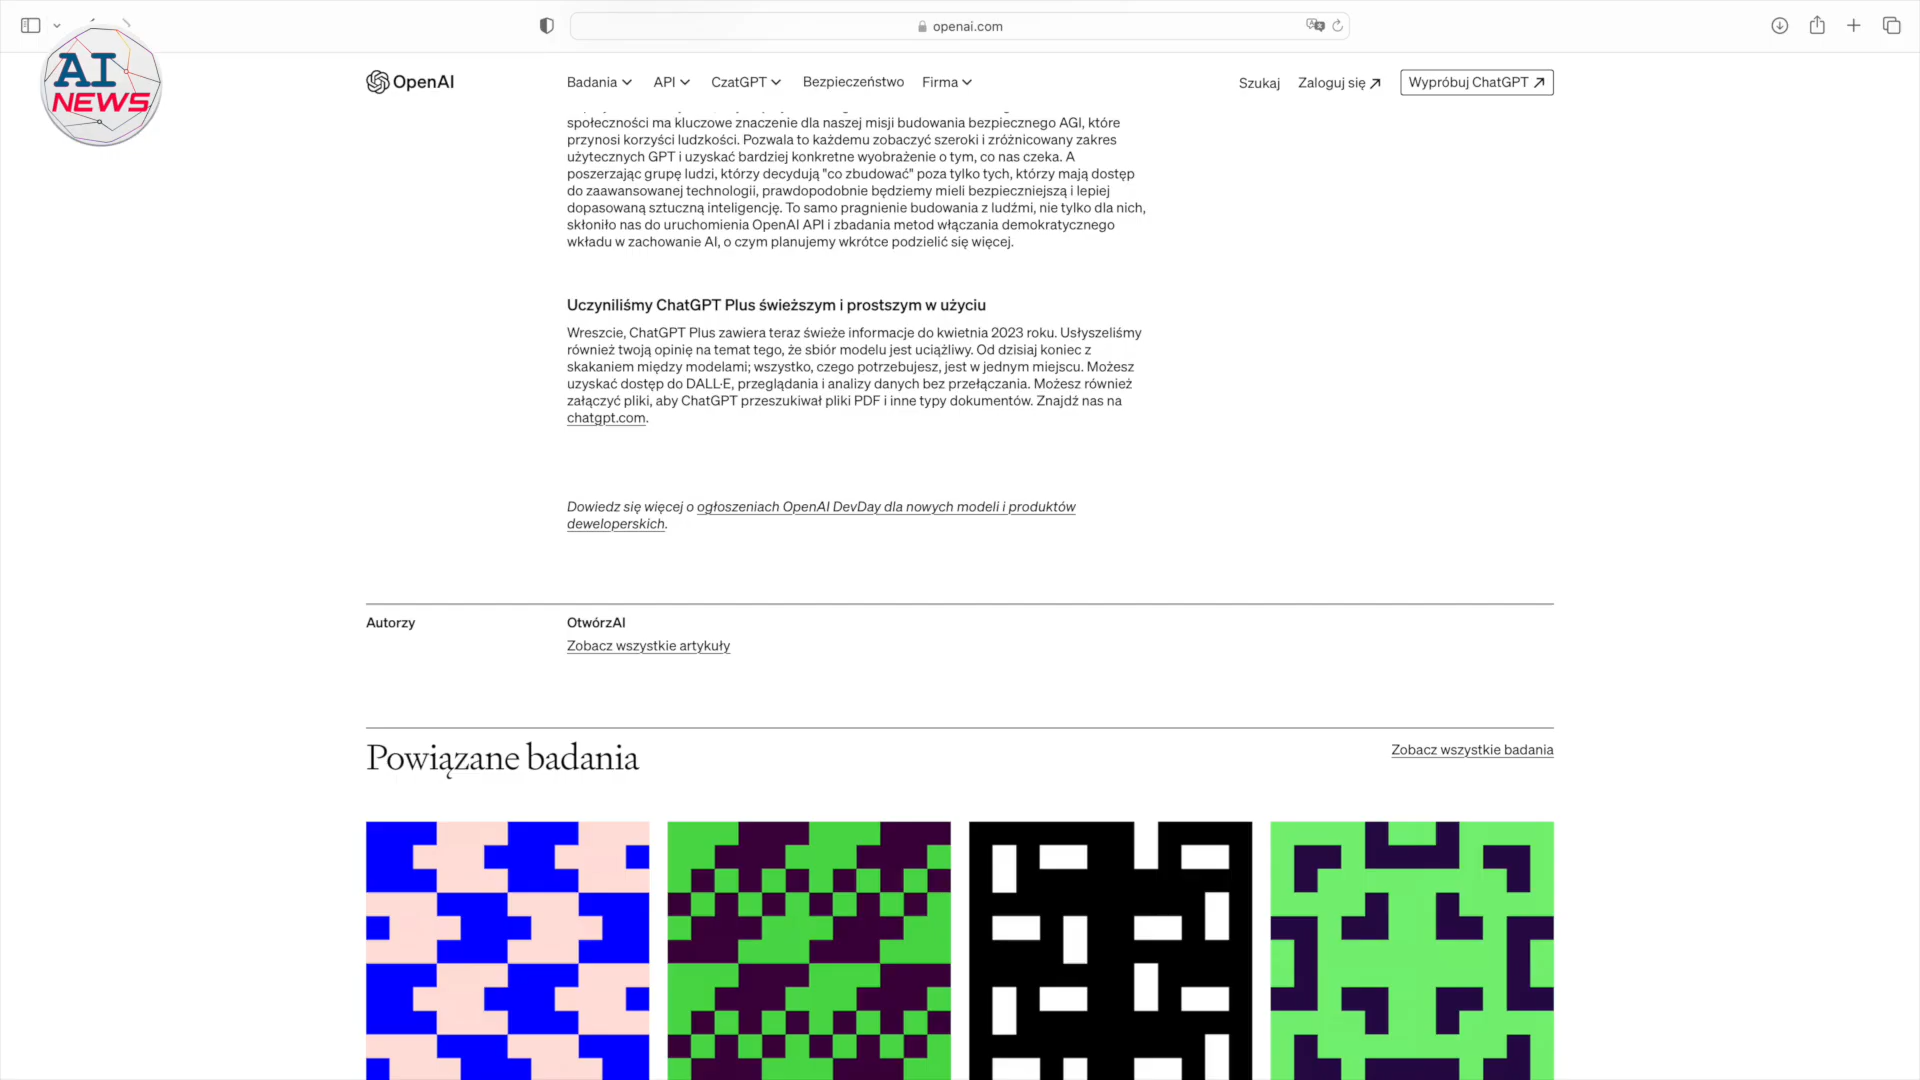 openai.com
AI
NEWS
OpenAI
Badania
API
CzatGPT
Bezpieczeństwo
Firma
Szukaj
Zaloguj się
Wypróbuj ChatGPT
społeczności ma kluczowe znaczenie dla naszej misji budowania bezpiecznego AGI, które
przynosi korzyści ludzkości. Pozwala to każdemu zobaczyć szeroki i zróżnicowany zakres
użytecznych GPT i uzyskać bardziej konkretne wyobrażenie o tym, co nas czeka. A
poszerzając grupę ludzi, którzy decydują "co zbudować" poza tylko tych, którzy mają dostęp
do zaawansowanej technologii, prawdopodobnie będziemy mieli bezpieczniejszą i lepiej
dopasowaną sztuczną inteligencję. To samo pragnienie budowania z ludźmi, nie tylko dla nich,
skłoniło nas do uruchomienia OpenAI API i zbadania metod włączania demokratycznego
wkładu w zachowanie AI, o czym planujemy wkrótce podzielić się więcej.
Uczyniliśmy ChatGPT Plus świeższym i prostszym w użyciu
Wreszcie, ChatGPT Plus zawiera teraz świeże informacje do kwietnia 2023 roku. Usłyszeliśmy
również twoją opinię na temat tego, że sbiór modelu jest uciążliwy. Od dzisiaj koniec z
skakaniem między modelami; wszystko, czego potrzebujesz, jest w jednym miejscu. Możesz
uzyskać dostęp do DALL·E, przeglądania i analizy danych bez przełączania. Możesz również
załączyć pliki, aby ChatGPT przeszukiwał pliki PDF i inne typy dokumentów. Znajdź nas na
chatgpt.com.
Dowiedz się więcej o ogłoszeniach OpenAI DevDay dla nowych modeli i produktów
deweloperskich.
Autorzy
OtwórzAI
Zobacz wszystkie artykuły
Powiązane badania
Zobacz wszystkie badania